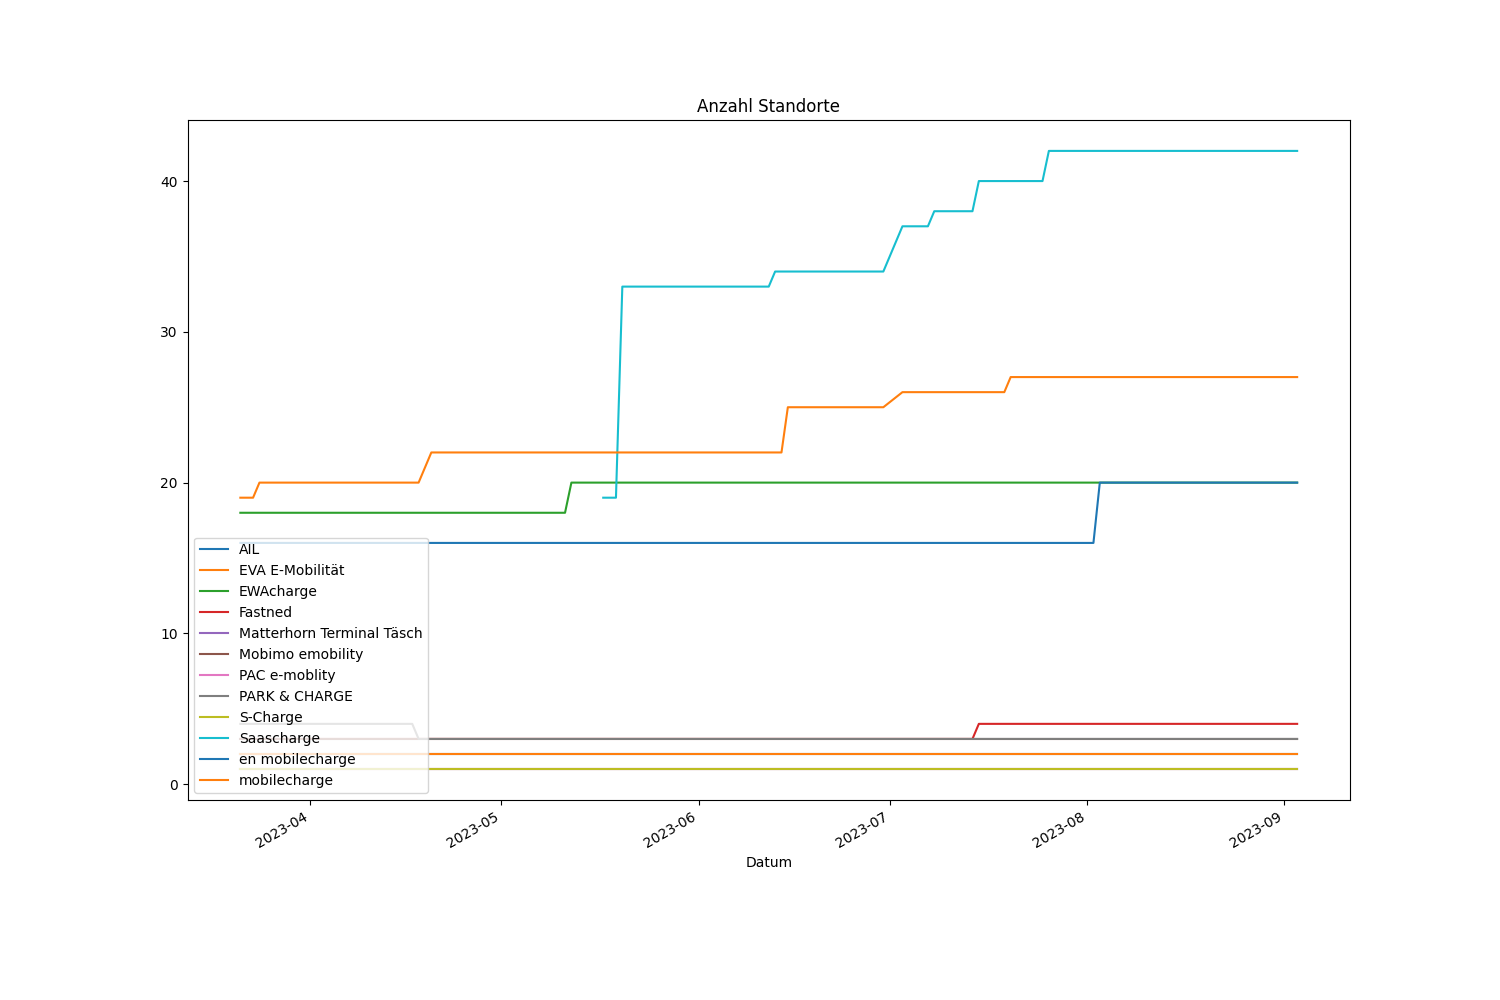 Anzahl Standorte
40
30
20
10
0
AIL
EVA E-Mobilität
EWAcharge
Fastned
Matterhorn Terminal Täsch
Mobimo emobility
PAC e-moblity
PARK & CHARGE
S-Charge
Saascharge
en mobilecharge
mobilecharge
2023-04
2023-05
2023-06
2023-07
2023-08
2023-09
Datum